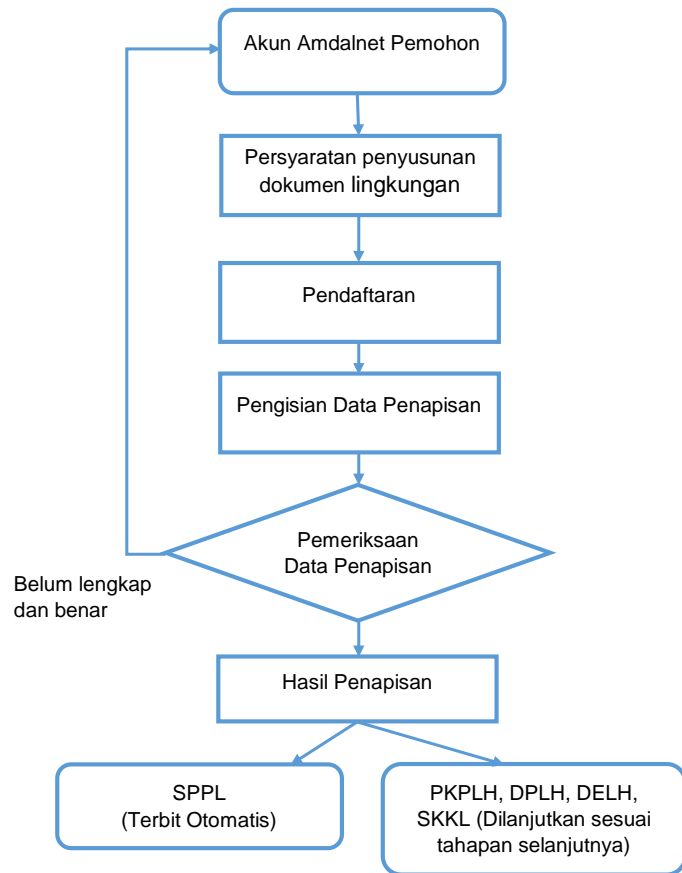 Akun Amdalnet Pemohon
Persyaratan penyusunan
dokumen lingkungan
Pendaftaran
Pengisian Data Penapisan
Pemeriksaan
Data Penapisan
Belum lengkap
dan benar
Hasil Penapisan
SPPL
(Terbit Otomatis)
PKPLH, DPLH, DELH,
SKKL (Dilanjutkan sesuai
tahapan selanjutnya)